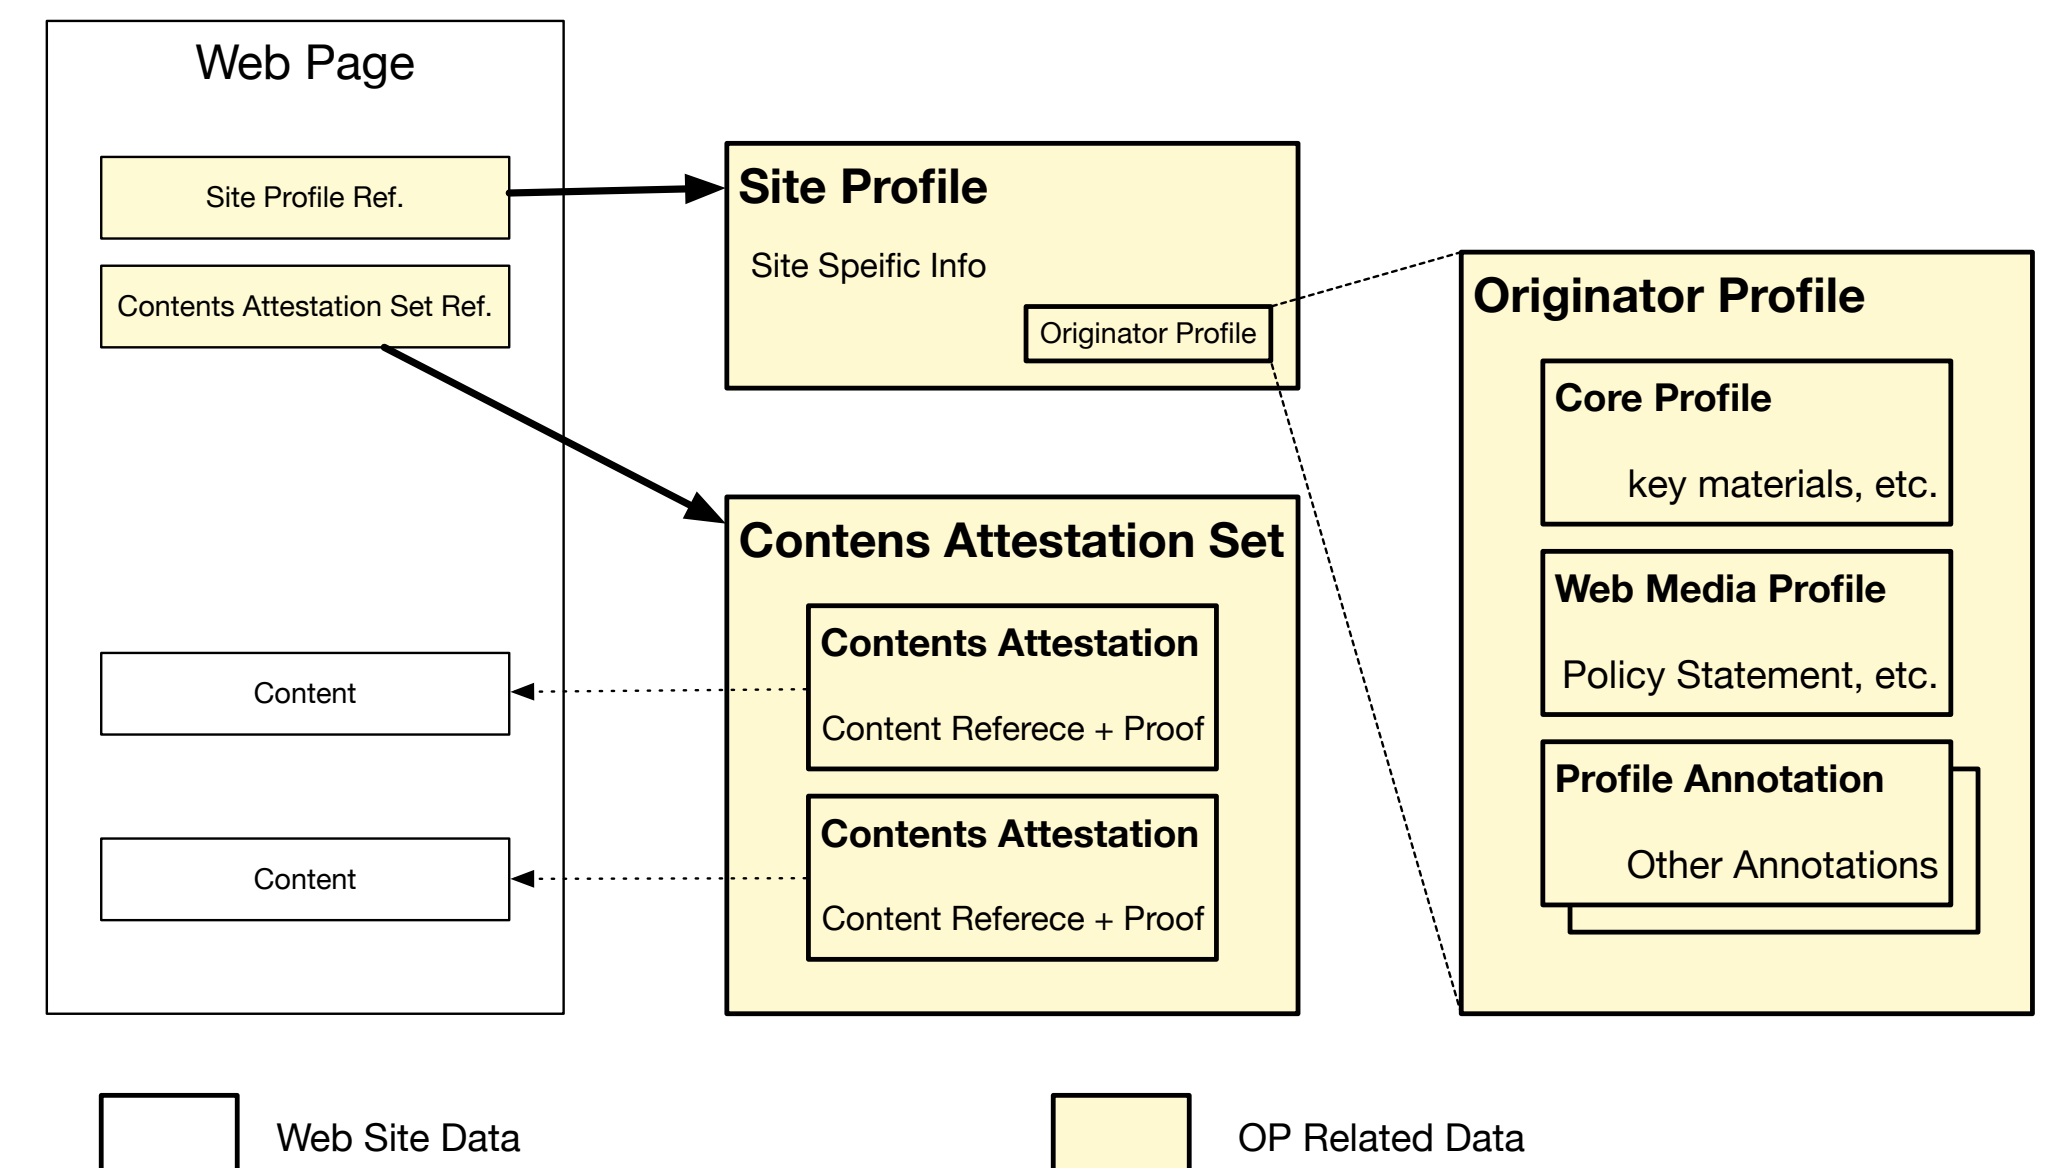 Web Page
Site Profile Ref.
Contents Attestation Set Ref.
Content
Content
Site Profile
Site Speific Info
Originator Profile
Contens Attestation Set
Contents Attestation
Content Referece + Proof
Contents Attestation
Content Referece + Proof
Originator Profile
Core Profile
key materials, etc.
Web Media Profile
Policy Statement, etc.
Profile Annotation
Other Annotations
Web Site Data
OP Related Data